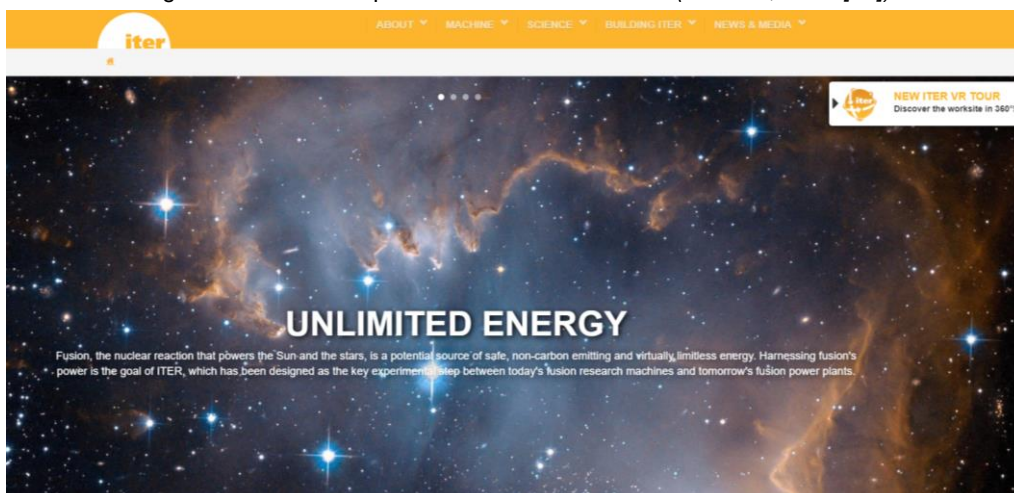 iter
ABOUT MACHINE SCIENCE BUILDING ITER NEWS & MEDIA
iter
NEW ITER VR TOUR
Discover the worksite in 360°!
UNLIMITED ENERGY
Fusion, the nuclear reaction that powers the Sun and the stars, is a potential source of safe, non-carbon emitting and virtually limitless energy. Harnessing fusion's
power is the goal of ITER, which has been designed as the key experimental step between today's fusion research machines and tomorrow's fusion power plants.